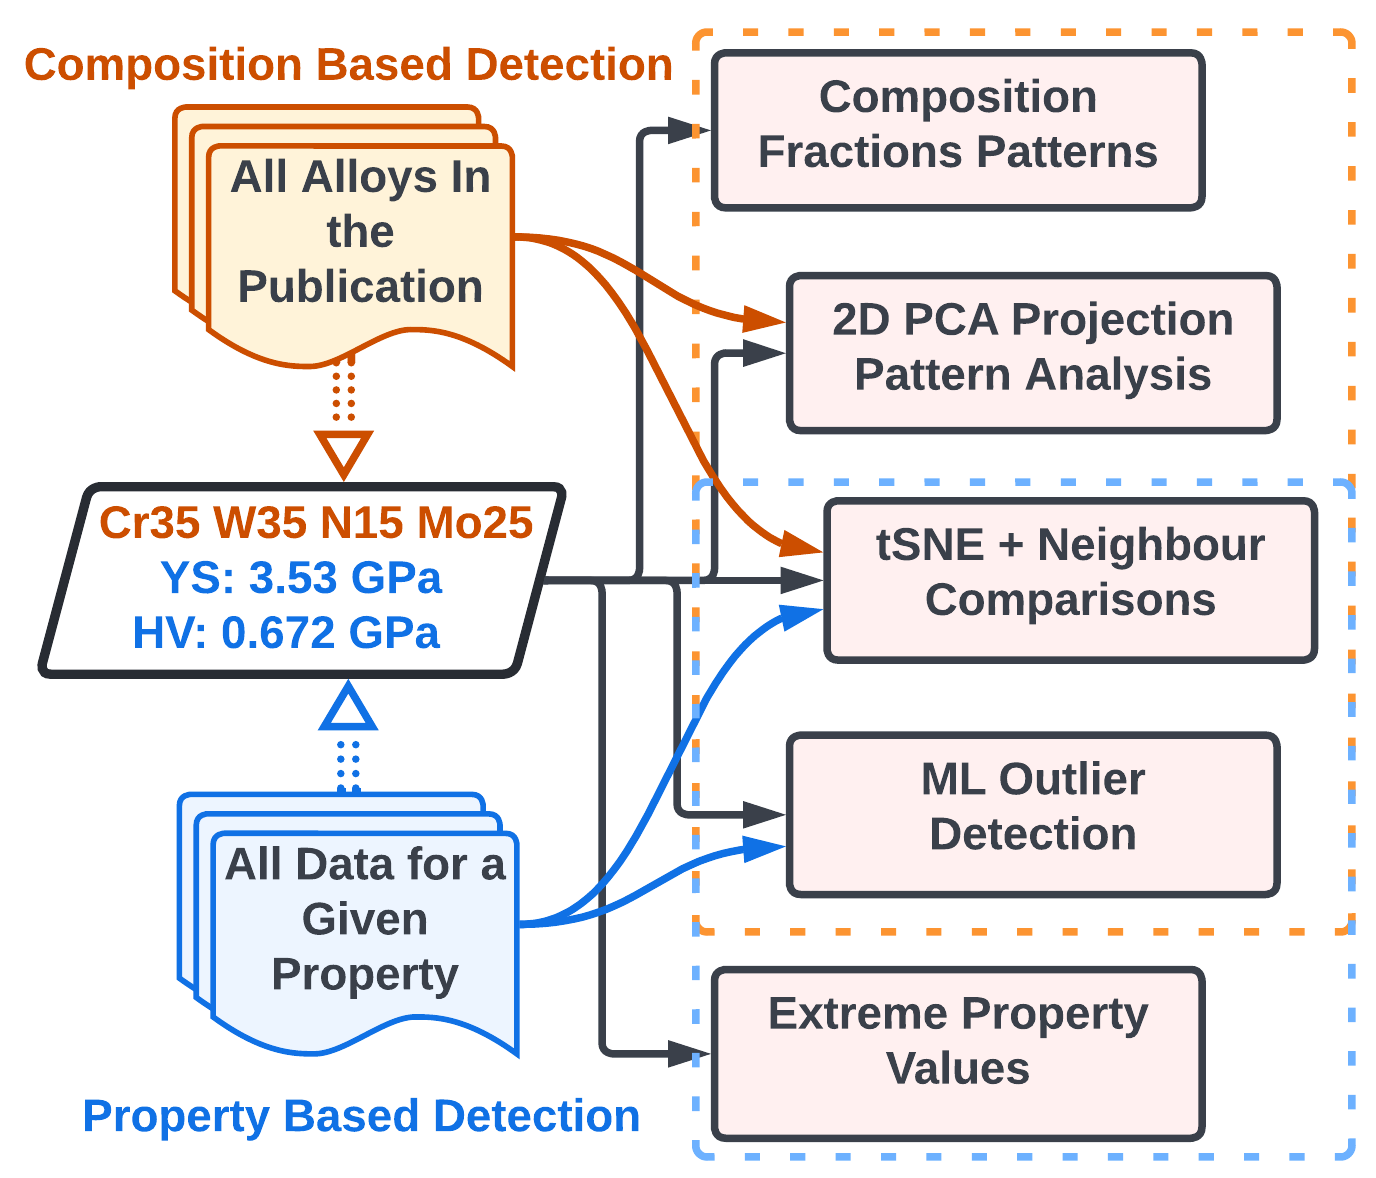 Composition Based Detection
All Alloys In
the
Publication
Cr35 W35 N15 Mo25
YS: 3.53 GPa
HV: 0.672 GPa
All Data for a
Given
Property
Property Based Detection
Composition
Fractions Patterns
2D PCA Projection
Pattern Analysis
tSNE + Neighbour
Comparisons
ML Outlier
Detection
Extreme Property
Values